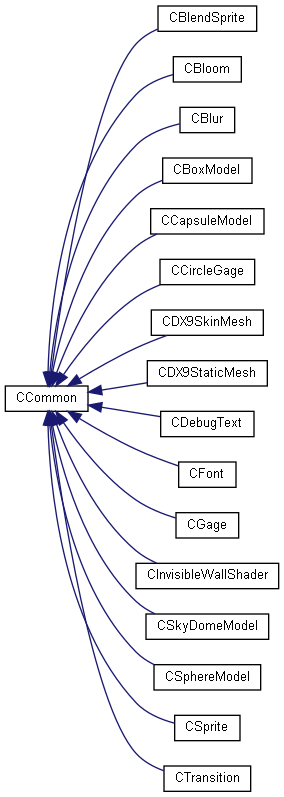 CBlendSprite
CBloom
CBlur
CBoxModel
CCapsuleModel
CCircleGage
CDX9SkinMesh
CDX9StaticMesh
CCommon
CDebugText
CFont
CGage
CInvisibleWallShader
CSkyDomeModel
CSphereModel
CSprite
CTransition